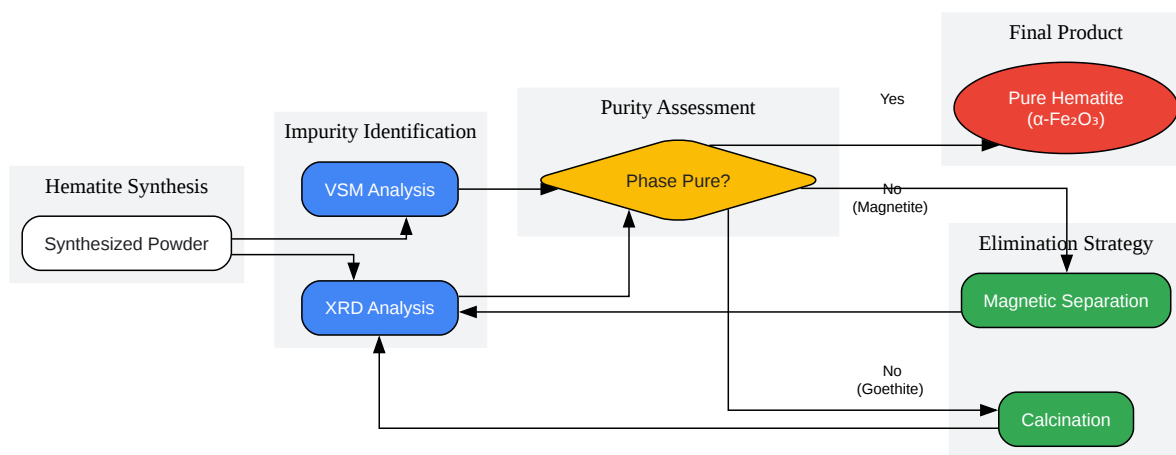 Hematite Synthesis
Synthesized Powder
Impurity Identification
VSM Analysis
XRD Analysis
Purity Assessment
Phase Pure?
Yes
No
(Magnetite)
No
(Goethite)
Final Product
Pure Hematite
(α-Fe₂O₃)
Elimination Strategy
Magnetic Separation
Calcination